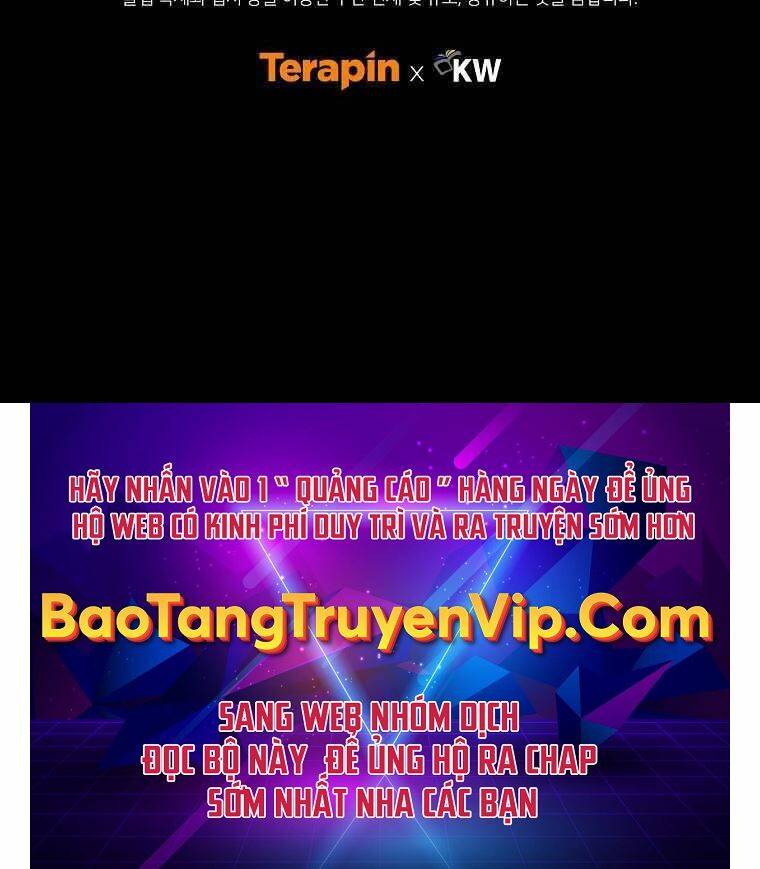 Terapin x KW
HÃY NHẤN VÀO 1 “ QUẢNG CÁO ” HÀNG NGÀY ĐỂ ỦNG
HỘ WEB CÓ KINH PHÍ DUY TRÌ VÀ RA TRUYỆN SỚM HƠN
BaoTangTruyenVip.Com
SANG WEB NHÓM DỊCH
ĐỌC BỘ NÀY ĐỂ ỦNG HỘ RA CHAP
SỚM NHẤT NHA CÁC BẠN